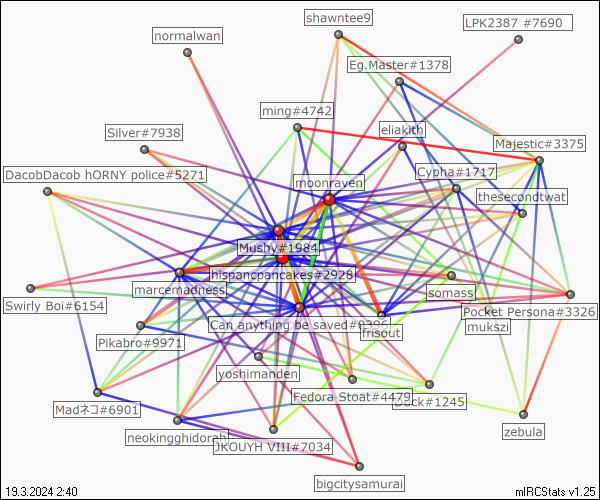 shawntee9
LPK2387 #7690
normalwan
Eg.Master#1378
ming#4742
eliakith
Silver#7938
Majestic#3375
DacobDacob hORNY police#5271
Cypha#1717
moonraven
thesecondtwat
Mushy#1984
hispancpancakes#2928
marcemadness
somass
Swirly Boi#6154
Pocket Persona#3326
Can anything be saved
frisout
mukszi
Pikabro#9971
yoshimanden
Fedora Stoat#4479
Duck#1245
Madネコ#6901
neokingghidorah
JKOUYH VIII#7034
zebula
bigcitysamurai
19.3.2024 2:40
mIRCStats v1.25